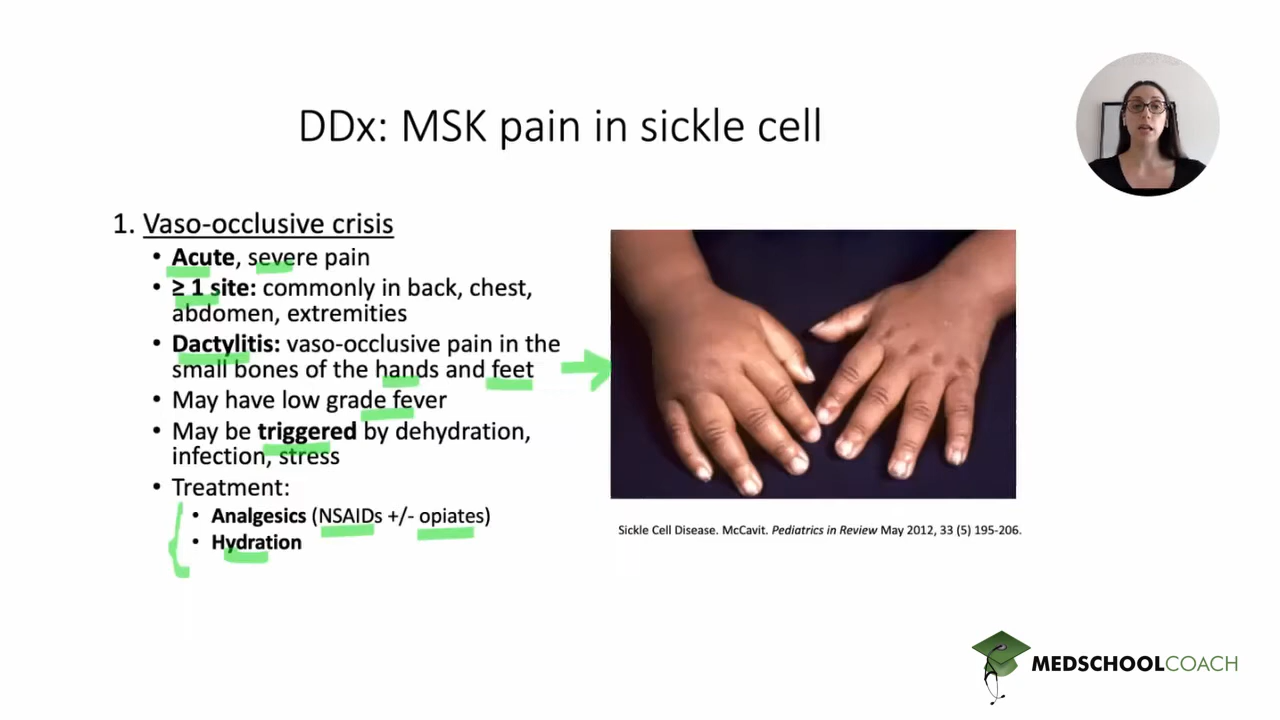 DDx: MSK pain in sickle cell
1. Vaso-occlusive crisis
• Acute, severe pain
• ≥ 1 site: commonly in back, chest,
abdomen, extremities
• Dactylitis: vaso-occlusive pain in the
small bones of the hands and feet
• May have low grade fever
• May be triggered by dehydration,
infection, stress
• Treatment:
• Analgesics (NSAIDs +/- opiates)
• Hydration
Sickle Cell Disease. McCavit. Pediatrics in Review May 2012, 33 (5) 195-206.
MEDSCHOOLCOACH